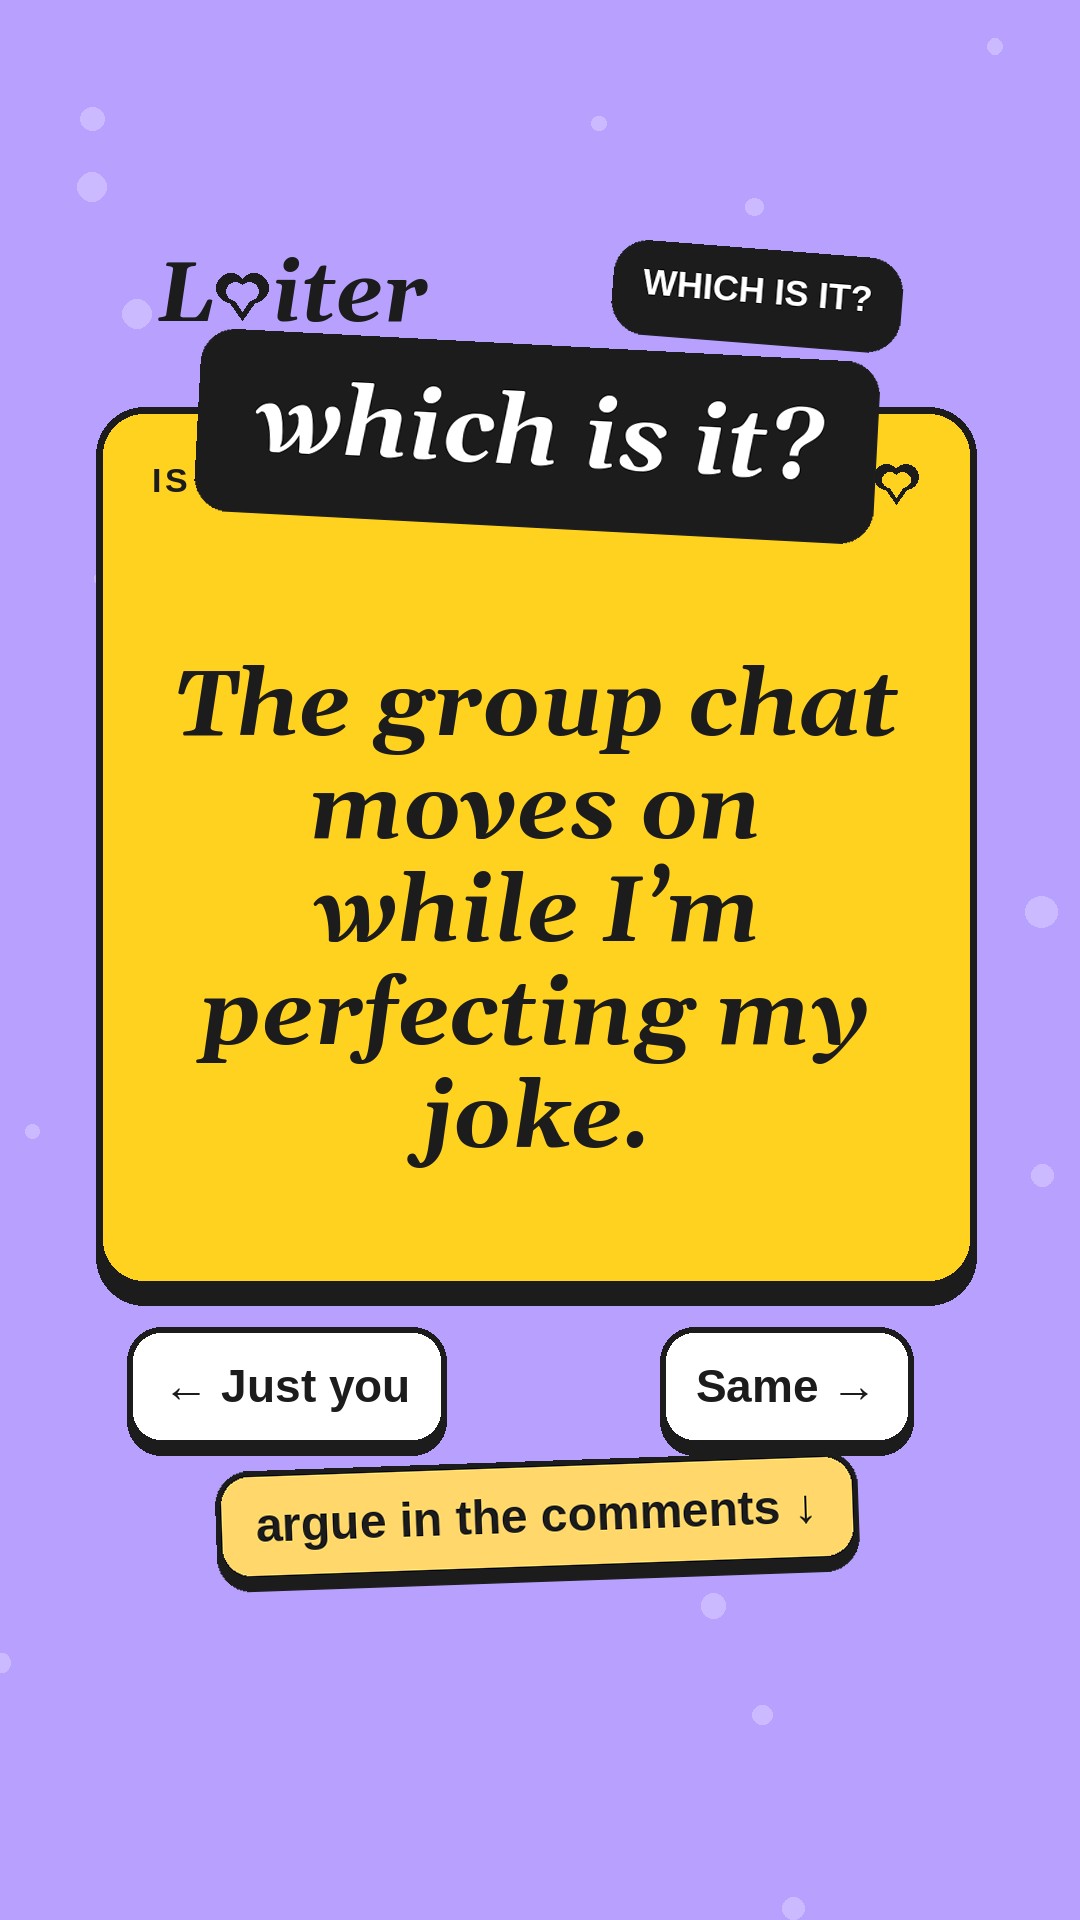 L♡iter
WHICH IS IT?
which is it?
IS
The group chat
moves on
while I’m
perfecting my
joke.
← Just you
Same →
argue in the comments ↓